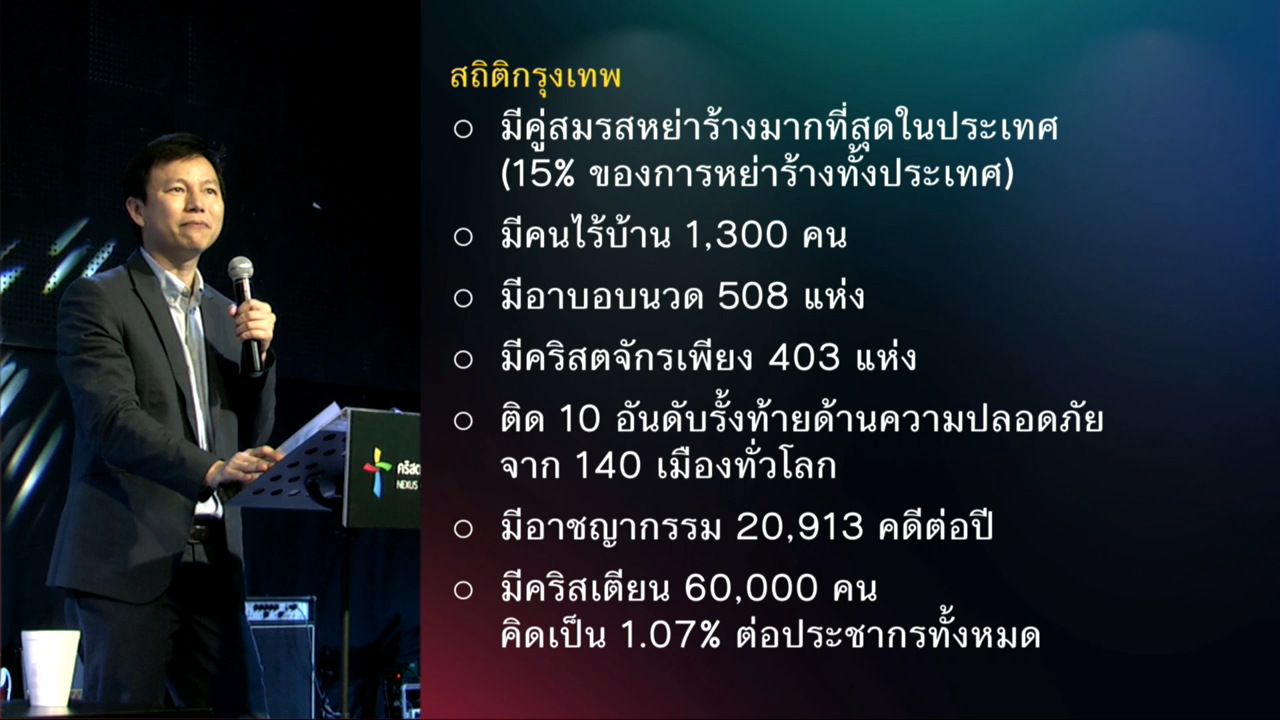 สถิติกรุงเทพ
○ มีคู่สมรสหย่าร้างมากที่สุดในประเทศ
(15% ของการหย่าร้างทั้งประเทศ)
○ มีคนไร้บ้าน 1,300 คน
○ มีอาบอบนวด 508 แห่ง
○ มีคริสตจักรเพียง 403 แห่ง
○ ติด 10 อันดับรั้งท้ายด้านความปลอดภัย
จาก 140 เมืองทั่วโลก
○ มีอาชญากรรม 20,913 คดีต่อปี
○ มีคริสเตียน 60,000 คน
คิดเป็น 1.07% ต่อประชากรทั้งหมด
คริสต
NEXUS